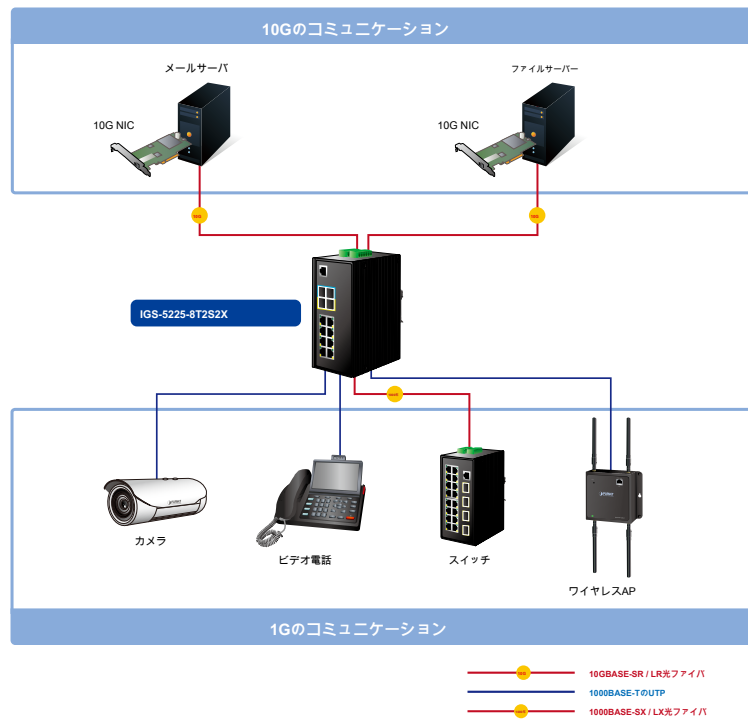 10Gのコミュニケーション
メールサーバ
ファイルサーバー
10G NIC
10G NIC
10G
10G
IGS-5225-8T2S2X
カメラ
ビデオ電話
スイッチ
ワイヤレスAP
1Gのコミュニケーション
10G
10GBASE-SR / LR光ファイバ
1000BASE-TのUTP
1000BASE-SX / LX光ファイバ